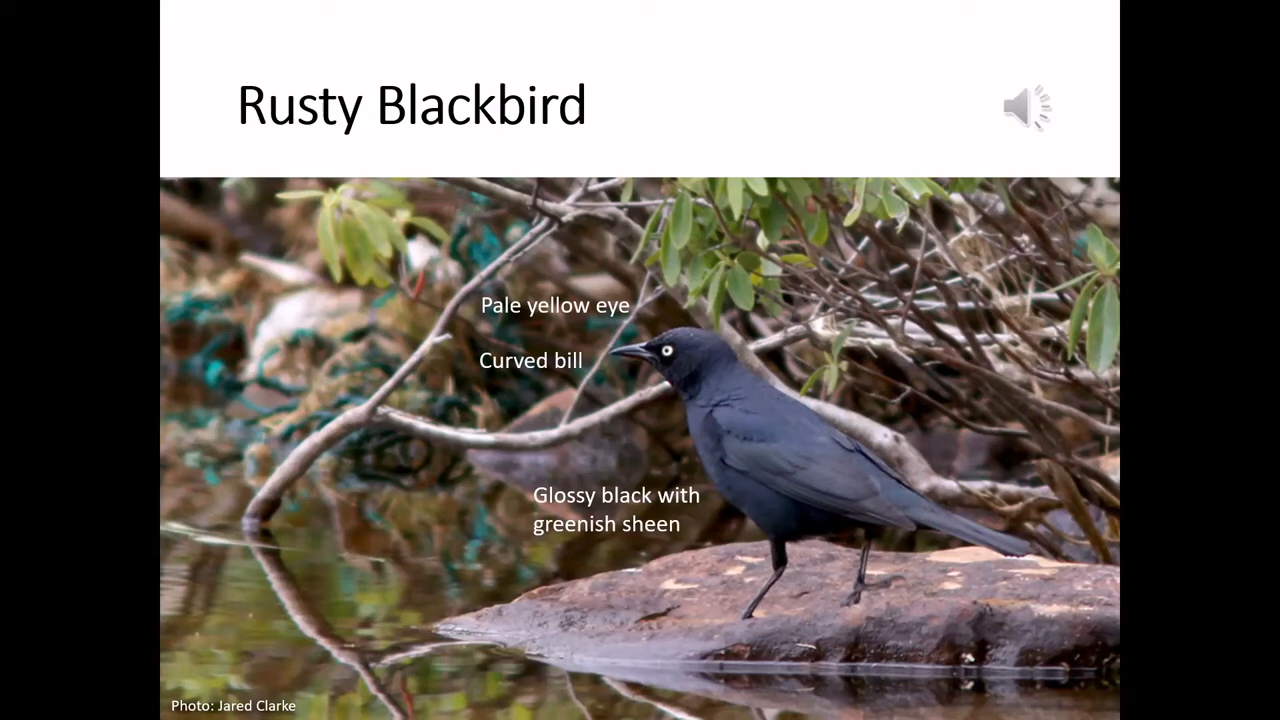 Rusty Blackbird
Pale yellow eye
Curved bill
Glossy black with
greenish sheen
Photo: Jared Clarke